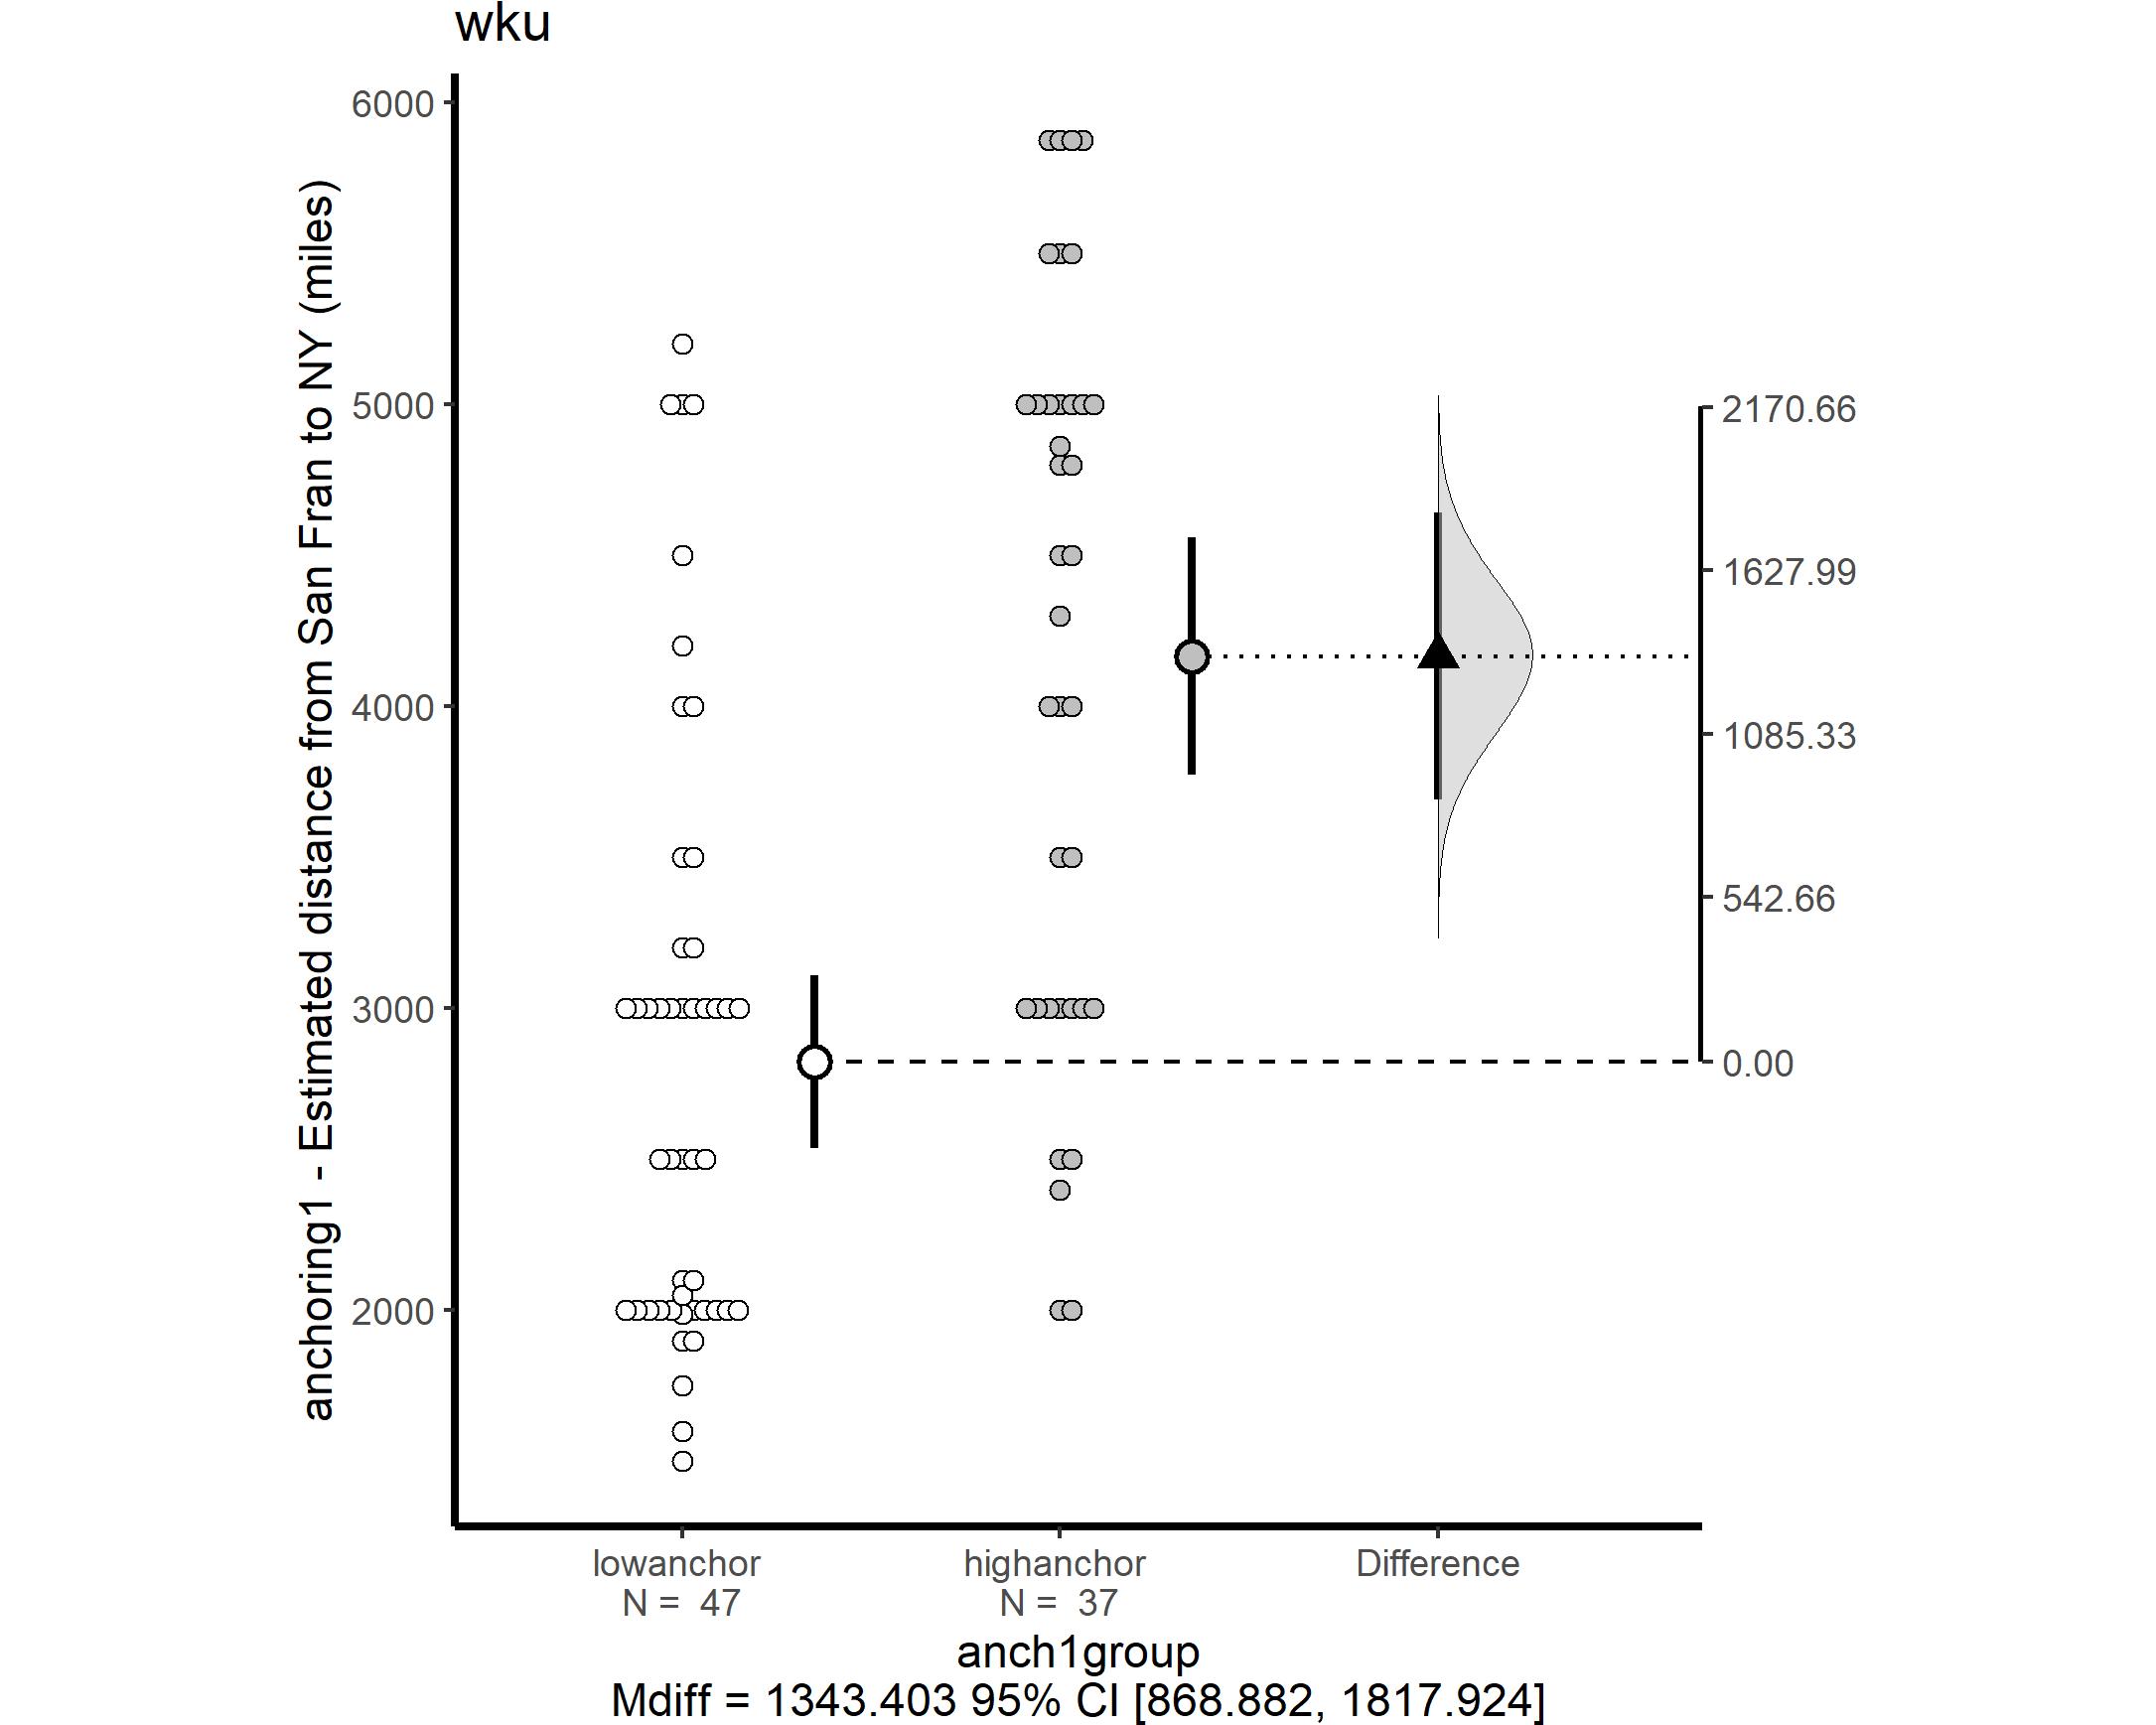 wku
anchoring1 - Estimated distance from San Fran to NY (miles)
6000
5000
4000
3000
2000
2170.66
1627.99
1085.33
542.66
0.00
lowanchor
N =  47
highanchor
N =  37
Difference
anch1group
Mdiff = 1343.403 95% CI [868.882, 1817.924]